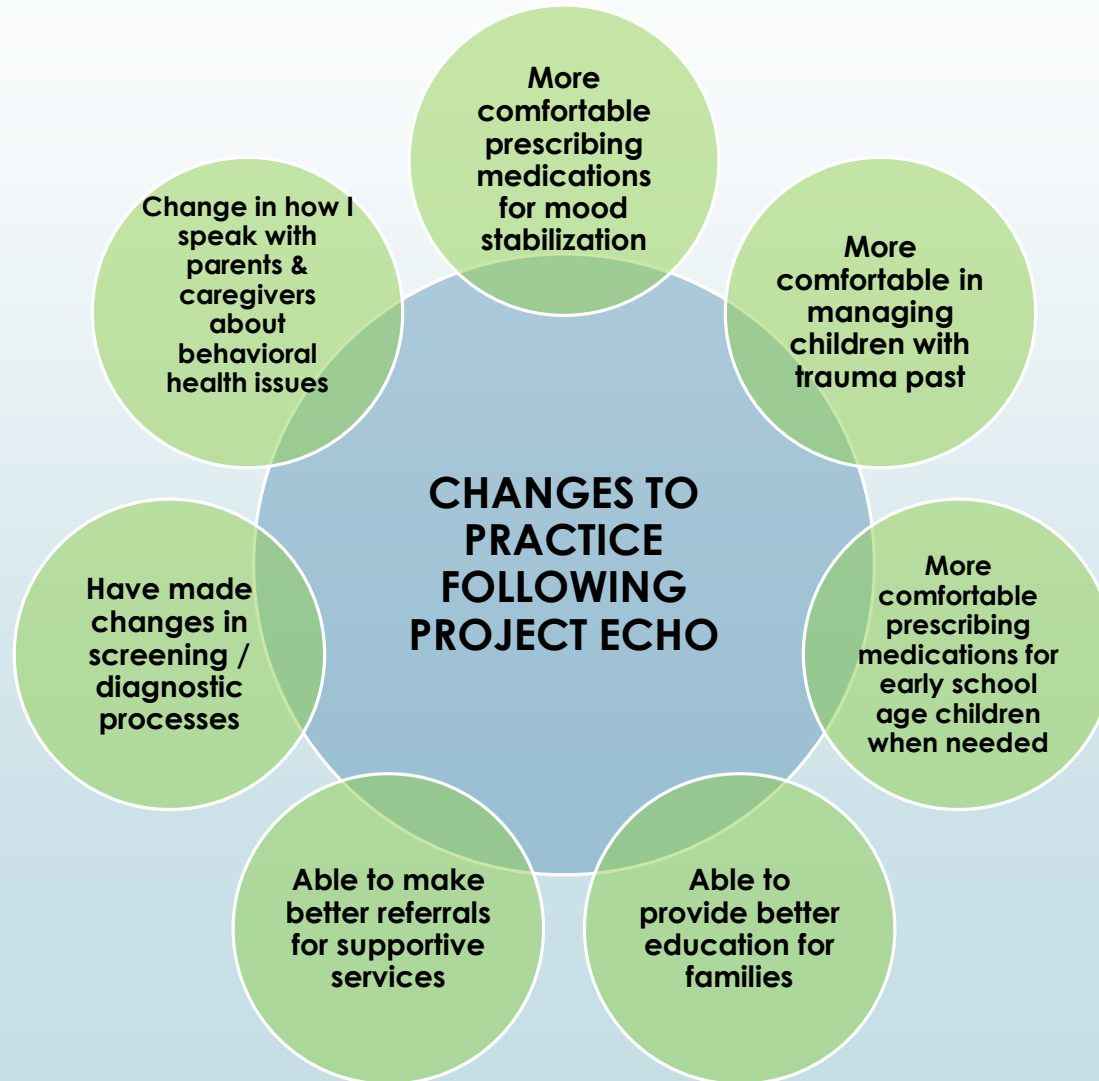 More
comfortable
prescribing
medications
for mood
stabilization
More
comfortable in
managing
children with
trauma past
More
comfortable
prescribing
medications for
early school
age children
when needed
Able to
provide better
education for
families
Able to make
better referrals
for supportive
services
Have made
changes in
screening /
diagnostic
processes
Change in how I
speak with
parents &
caregivers
about
behavioral
health issues
CHANGES TO
PRACTICE
FOLLOWING
PROJECT ECHO